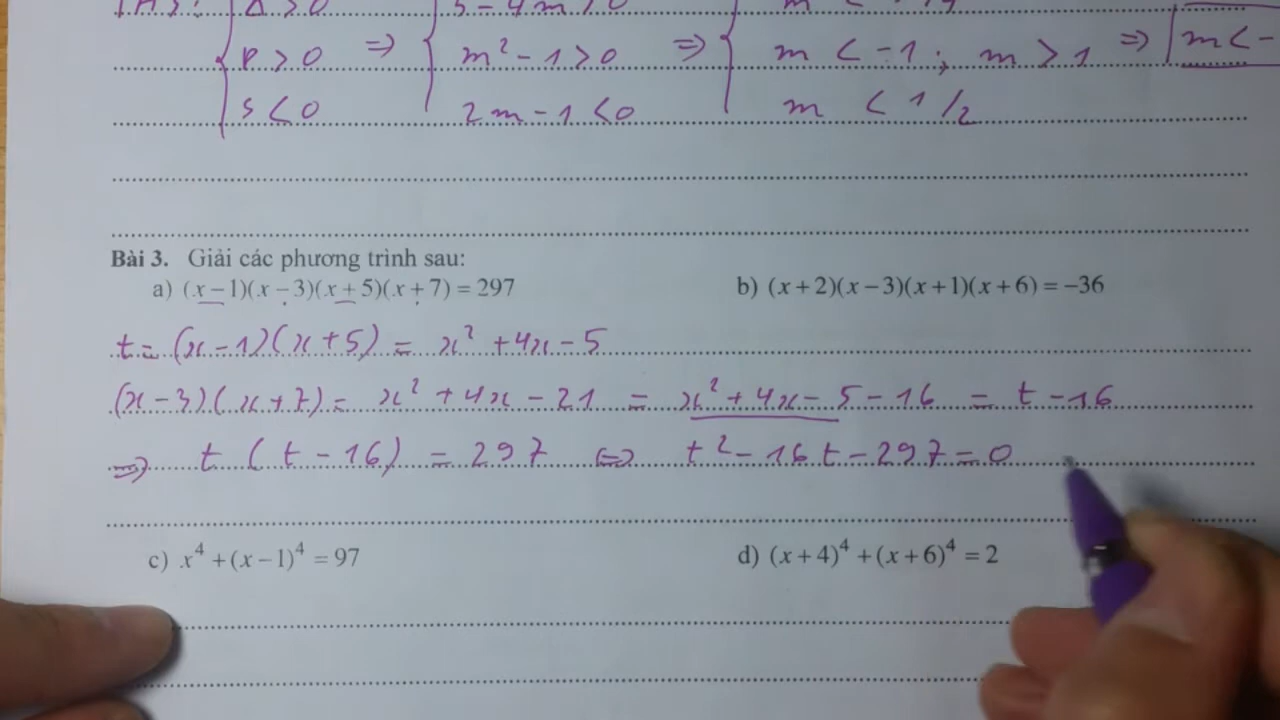 p > 0 => m² - 1 > 0 => m < -1 ; m > 1 => m < -
s < 0 2m - 1 < 0 m < 1/2
Bài 3. Giải các phương trình sau:
a) (x − 1)(x − 3)(x + 5)(x + 7) = 297 b) (x + 2)(x − 3)(x + 1)(x + 6) = −36
t = (x - 1)(x + 5) = x² + 4x - 5
(x - 3)(x + 7) = x² + 4x - 21 = x² + 4x - 5 - 16 = t - 16
=> t (t - 16) = 297 <=> t² - 16t - 297 = 0
c) x⁴ + (x − 1)⁴ = 97 d) (x + 4)⁴ + (x + 6)⁴ = 2